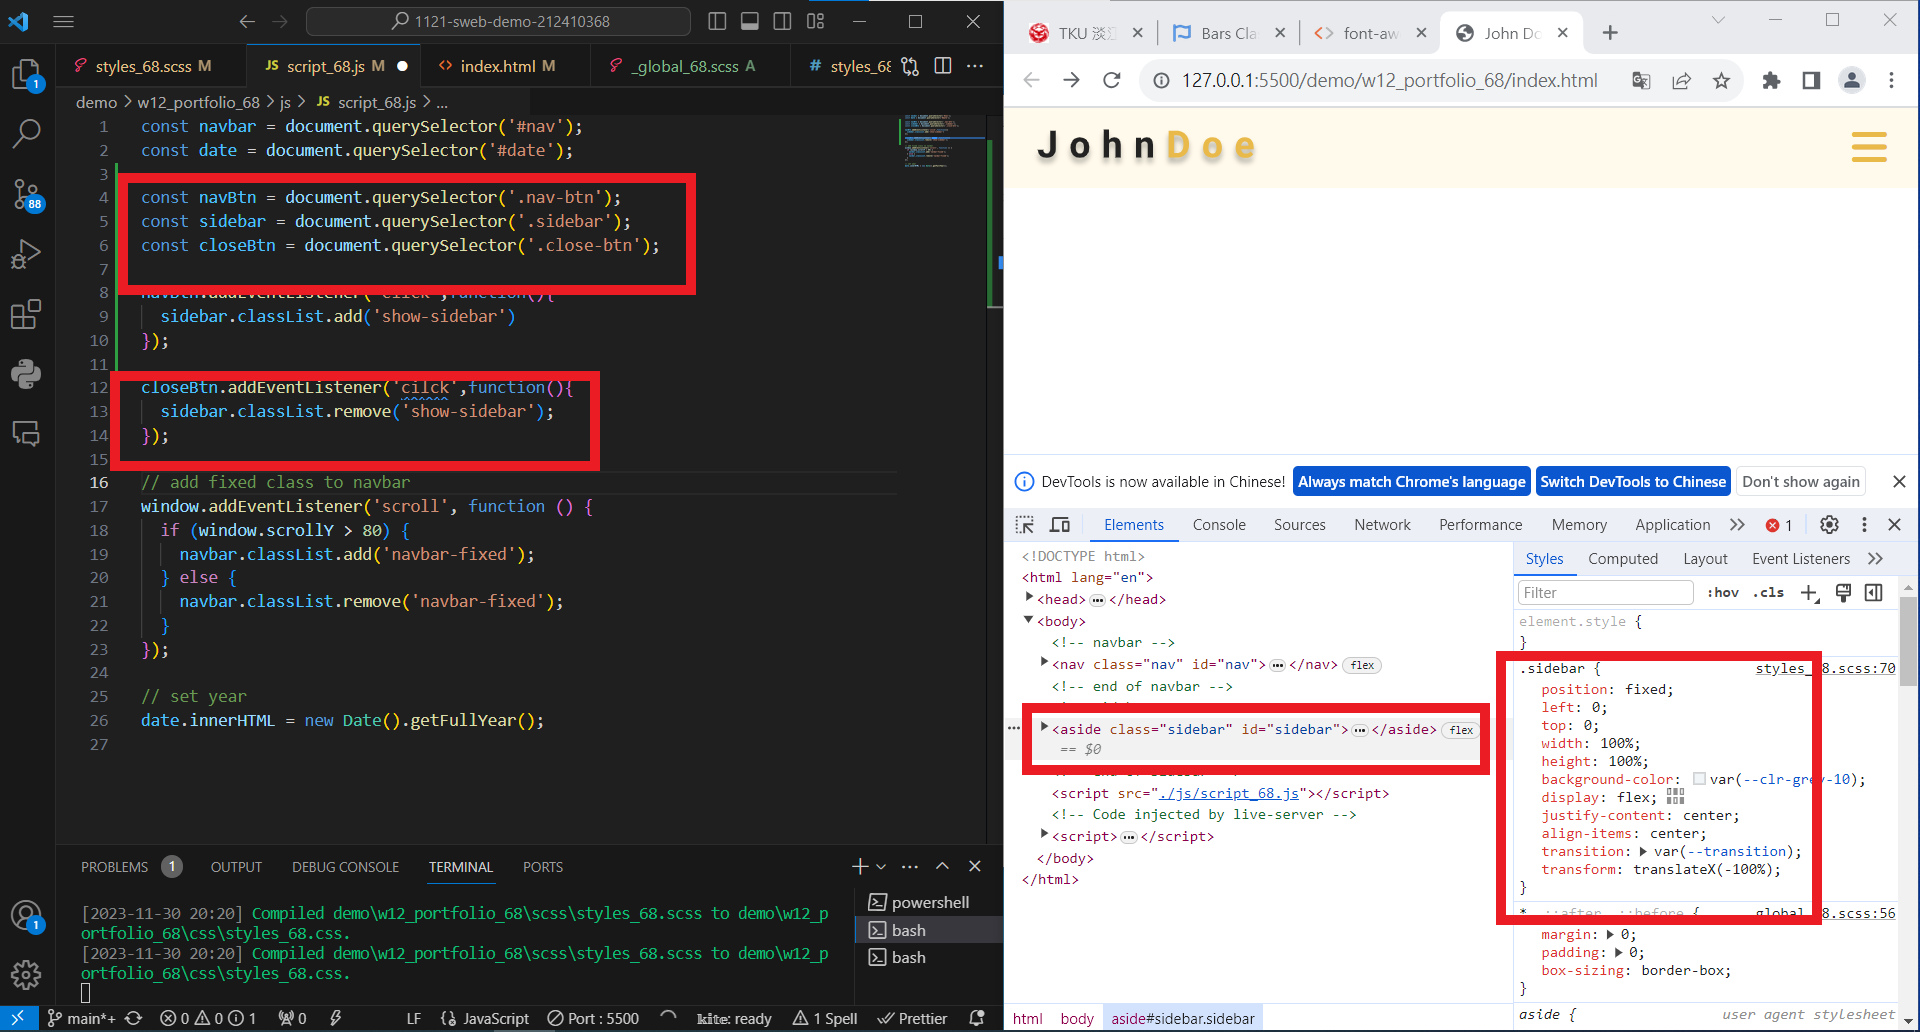 1121-sweb-demo-212410368
styles_68.scss M
JS script_68.js M
<> index.html M
_global_68.scss A
# styles_68
demo > w12_portfolio_68 > js > JS script_68.js > ...
1 const navbar = document.querySelector('#nav');
2 const date = document.querySelector('#date');
3
4 const navBtn = document.querySelector('.nav-btn');
5 const sidebar = document.querySelector('.sidebar');
6 const closeBtn = document.querySelector('.close-btn');
7
8 navBtn.addEventListener('click',function(){
9 sidebar.classList.add('show-sidebar')
10 });
11
12 closeBtn.addEventListener('cilck',function(){
13 sidebar.classList.remove('show-sidebar');
14 });
15
16 // add fixed class to navbar
17 window.addEventListener('scroll', function () {
18 if (window.scrollY > 80) {
19 navbar.classList.add('navbar-fixed');
20 } else {
21 navbar.classList.remove('navbar-fixed');
22 }
23 });
24
25 // set year
26 date.innerHTML = new Date().getFullYear();
27
1
88
1
PROBLEMS 1 OUTPUT DEBUG CONSOLE TERMINAL PORTS
[2023-11-30 20:20] Compiled demo\w12_portfolio_68\scss\styles_68.scss to demo\w12_p
ortfolio_68\css\styles_68.css.
[2023-11-30 20:20] Compiled demo\w12_portfolio_68\scss\styles_68.scss to demo\w12_p
ortfolio_68\css\styles_68.css.
powershell
bash
bash
main*+ 0 0 1 0 LF {} JavaScript Port : 5500 kite: ready 1 Spell Prettier
TKU 淡江
Bars Cla
<> font-aw
John Do
127.0.0.1:5500/demo/w12_portfolio_68/index.html
JohnDoe
DevTools is now available in Chinese! Always match Chrome's language Switch DevTools to Chinese Don't show again
Elements Console Sources Network Performance Memory Application 1
<!DOCTYPE html>
<html lang="en">
<head> ... </head>
<body>
<!-- navbar -->
<nav class="nav" id="nav"> ... </nav> flex
<!-- end of navbar -->
<aside class="sidebar" id="sidebar"> ... </aside> flex
== $0
<script src="./js/script_68.js"></script>
<!-- Code injected by live-server -->
<script> ... </script>
</body>
</html>
html body aside#sidebar.sidebar
Styles Computed Layout Event Listeners
Filter :hov .cls
element.style {
}
.sidebar { styles_68.scss:70
position: fixed;
left: 0;
top: 0;
width: 100%;
height: 100%;
background-color: var(--clr-grey-10);
display: flex;
justify-content: center;
align-items: center;
transition: var(--transition);
transform: translateX(-100%);
}
*, ::after, ::before { _global_68.scss:56
margin: 0;
padding: 0;
box-sizing: border-box;
}
aside { user agent stylesheet